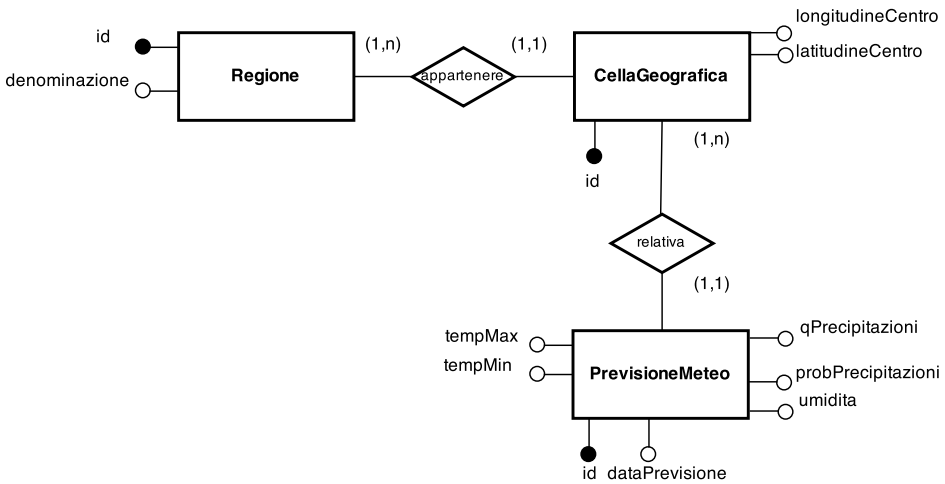 longitudineCentro
id
(1,n)
(1,1)
latitudineCentro
denominazione
Regione
appartenere
CellaGeografica
(1,n)
id
relativa
(1,1)
tempMax
qPrecipitazioni
tempMin
PrevisioneMeteo
probPrecipitazioni
umidita
id
dataPrevisione